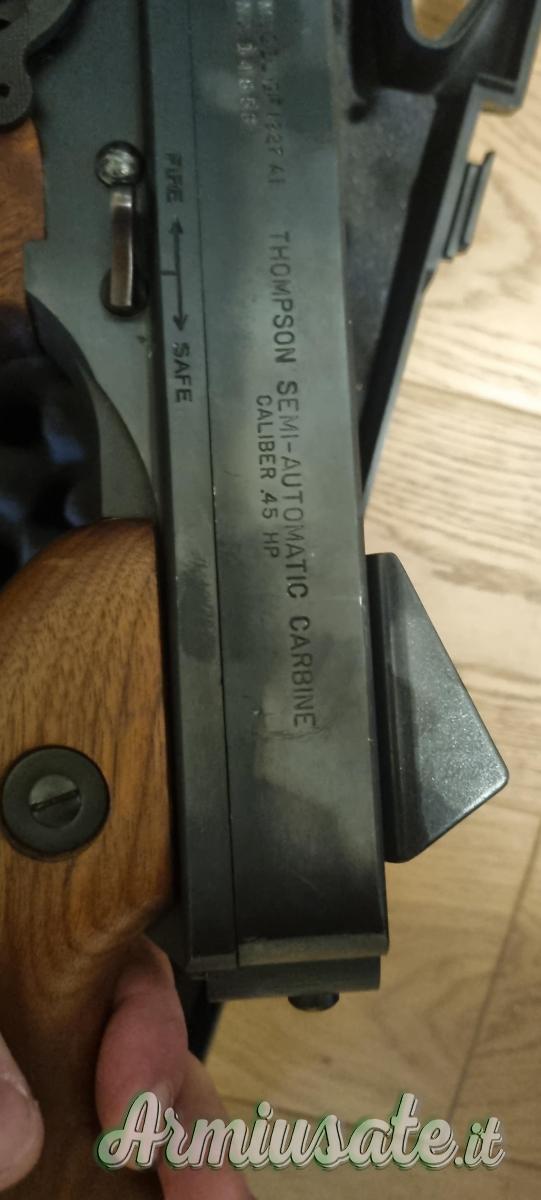 FIRE
SAFE
THOMPSON SEMI-AUTOMATIC CARBINE
CALIBER .45 HP
Armiusate.it